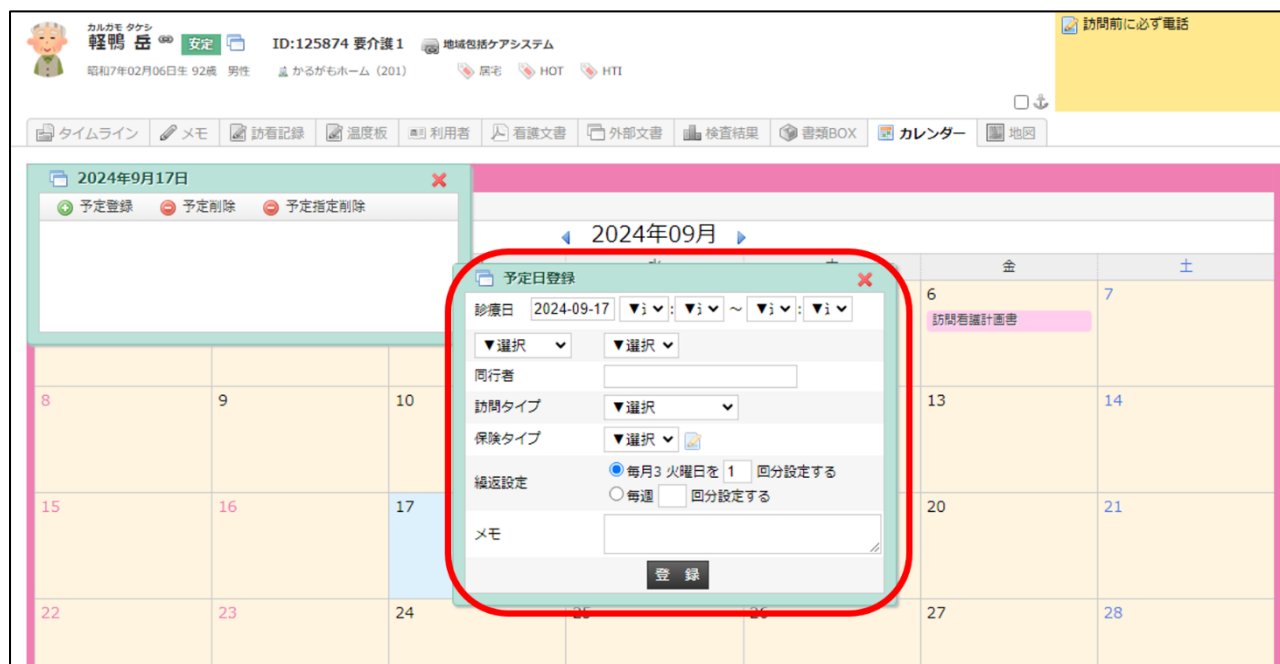 カルガモ タケシ
軽鴨 岳 安定 ID:125874 要介護1 地域包括ケアシステム
昭和7年02月06日生 92歳 男性 かるがもホーム（201） 居宅 HOT HTI
訪問前に必ず電話
タイムライン メモ 訪看記録 温度板 利用者 看護文書 外部文書 検査結果 書類BOX カレンダー 地図
2024年9月17日
予定登録 予定削除 予定指定削除
2024年09月
金 土
予定日登録
診療日 2024-09-17 : ～ :
▼選択 ▼選択
同行者
訪問タイプ ▼選択
保険タイプ ▼選択
繰返設定
毎月3 火曜日を 1 回分設定する
毎週 回分設定する
メモ
登 録
6 7
訪問看護計画書
8 9 10 13 14
15 16 17 20 21
22 23 24 25 26 27 28